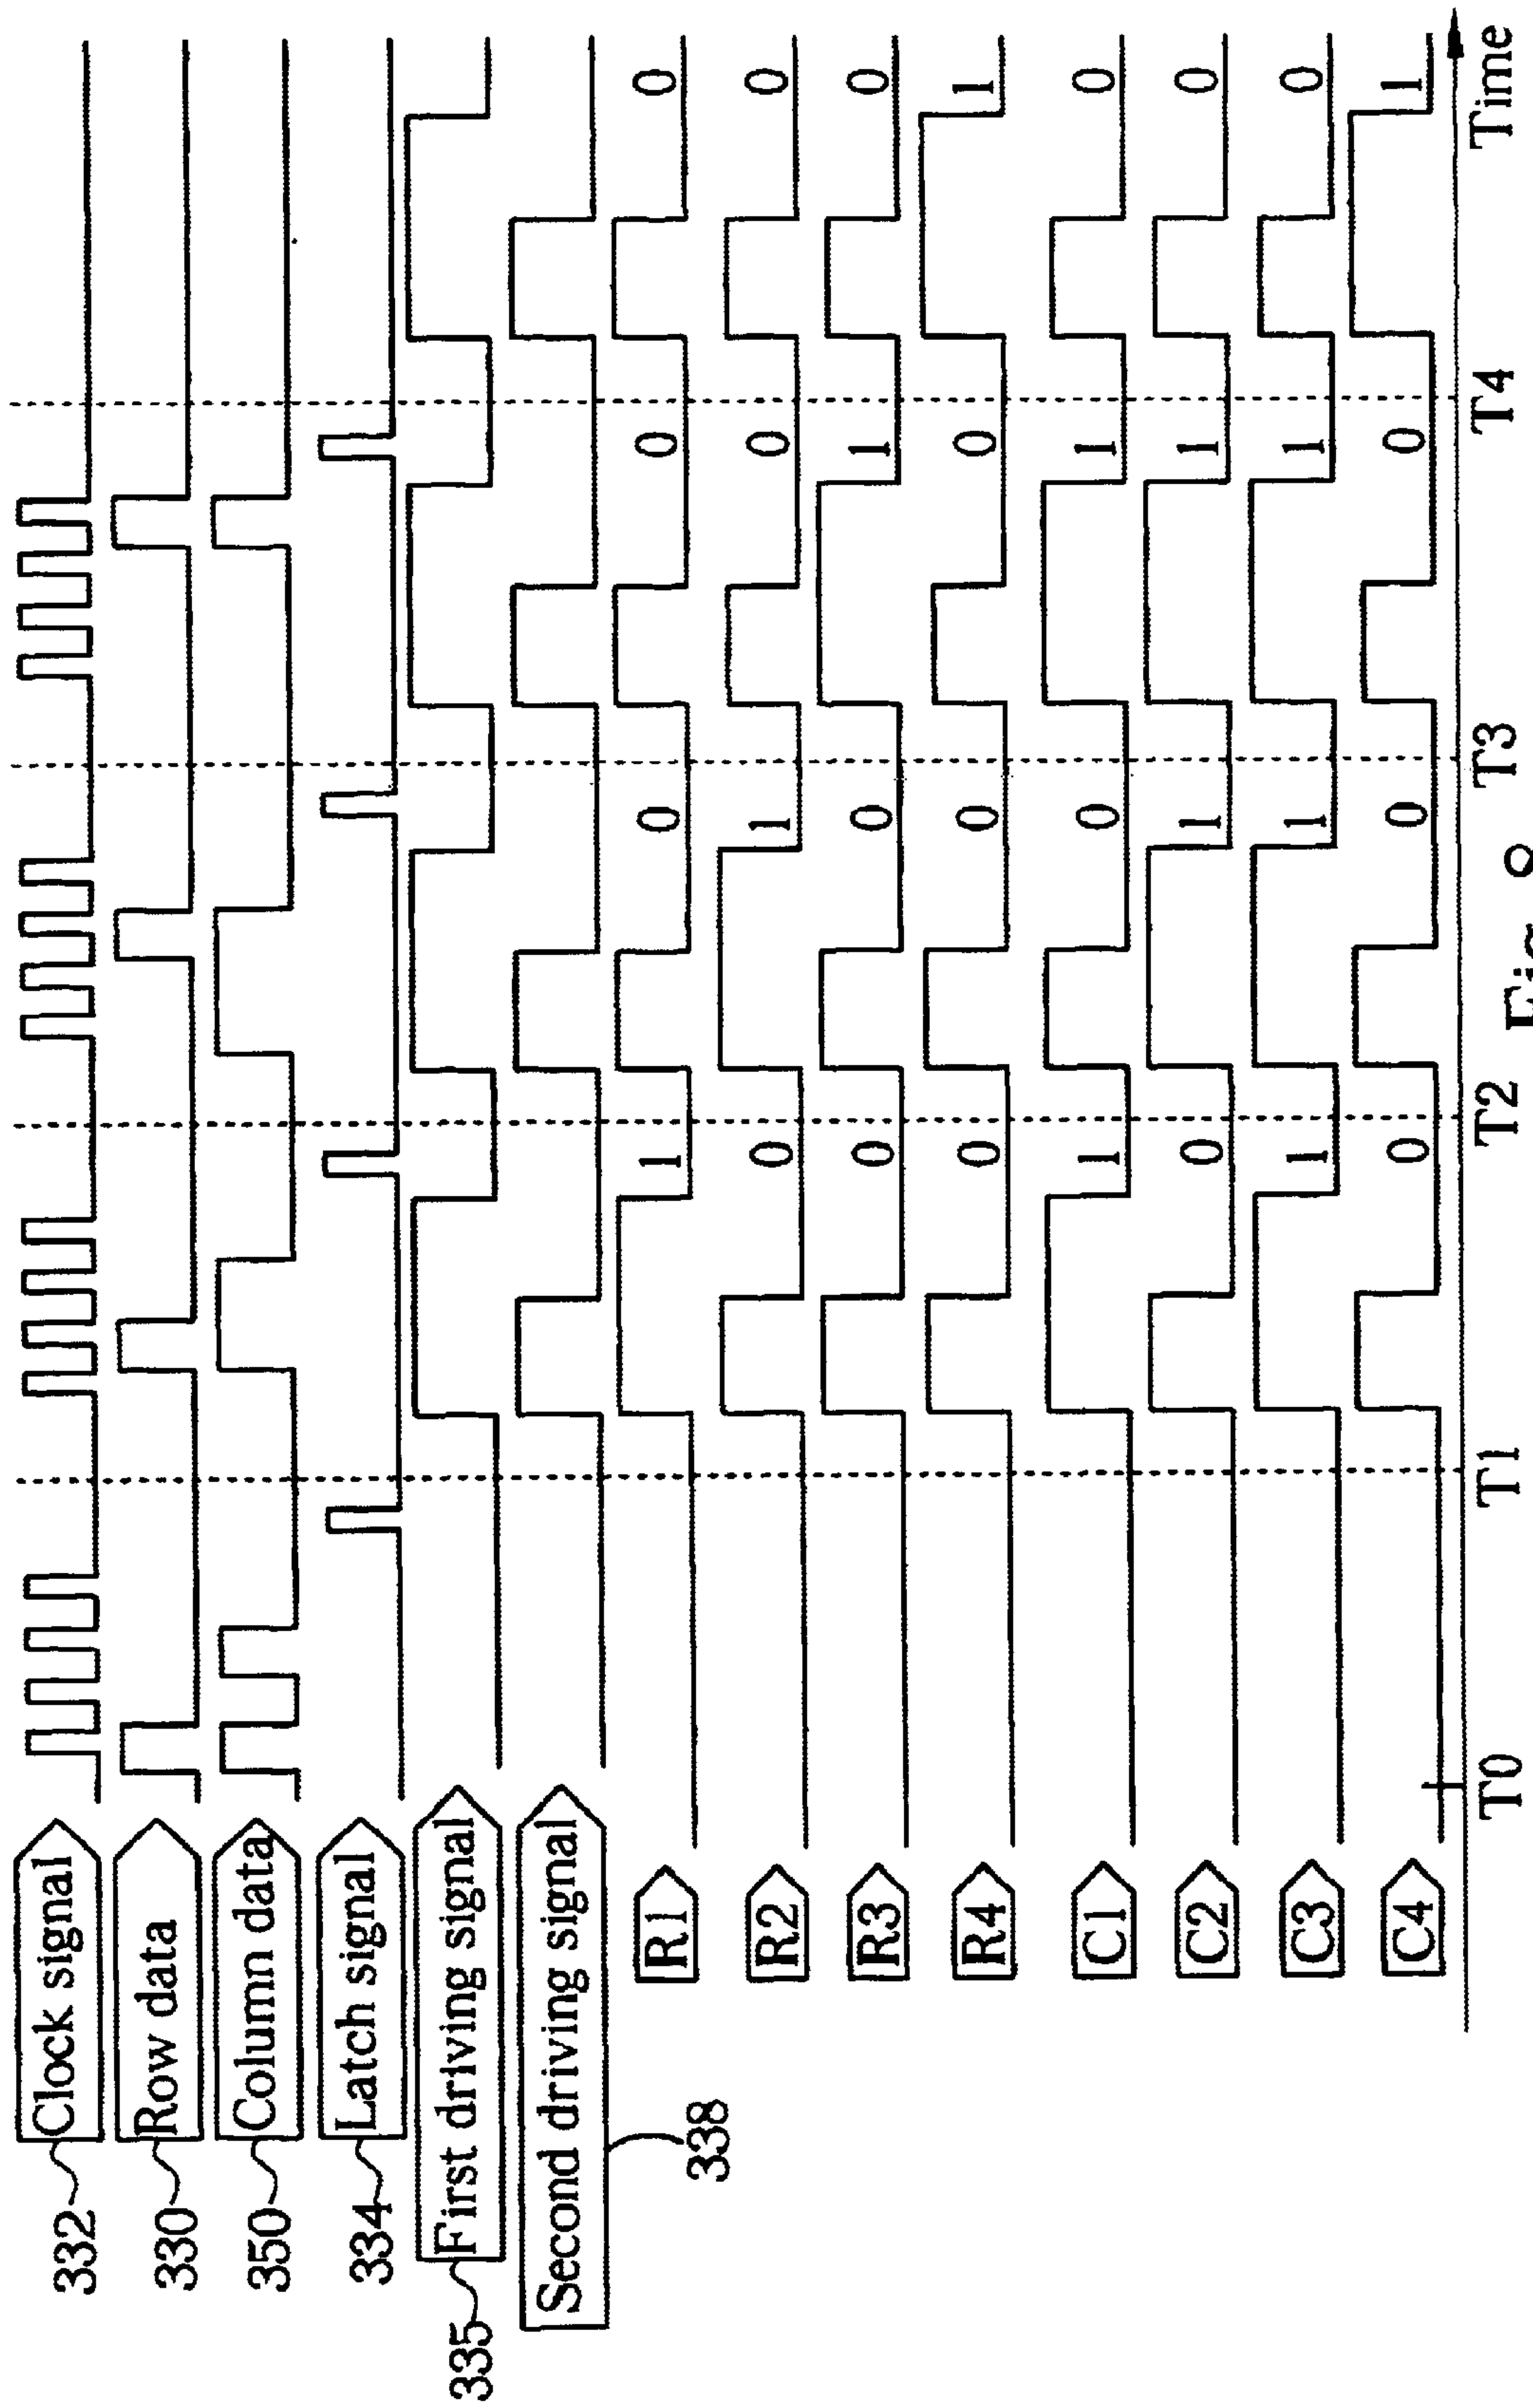 332 Clock signal
330 Row data
350 Column data
334 Latch signal
335 First driving signal
338 Second driving signal
R1 1 0 0 0
R2 0 1 0 0
R3 0 0 1 0
R4 0 0 0 1
C1 1 0 1 0
C2 0 1 1 0
C3 1 1 1 0
C4 0 0 0 1
T0 T1 T2 T3 T4 Time
Fig. 8